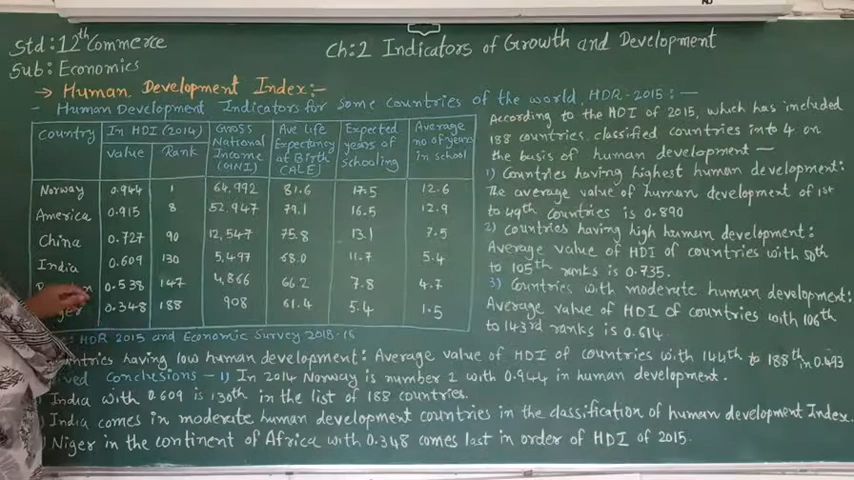 Std: 12th Commerce
Ch:2 Indicators of Growth and Development
Sub: Economics
→ Human Development Index:-
- Human Development Indicators for some countries of the world, HDR-2015: —
Country | In HDI (2014) value | Rank | Gross National Income (GNI) | Ave life Expectancy at Birth (ALE) | Expected years of schooling | Average no of years in school
Norway 0.944 1 64,992 81.6 17.5 12.6
America 0.915 8 52,947 79.1 16.5 12.9
China 0.727 90 12,547 75.8 13.1 7.5
India 0.609 130 5,497 68.0 11.7 5.4
0.538 147 4,866 66.2 7.8 4.7
0.348 188 908 61.4 5.4 1.5
HDR 2015 and Economic Survey
According to the HDI of 2015, which has included
188 countries, classified countries into 4 on
the basis of human development —
1) Countries having highest human development:
The average value of human development of 1st
to 49th countries is 0.890
2) Countries having high human development:
Average value of HDI of countries with 50th
to 105th ranks is 0.735.
3) Countries with moderate human development:
Average value of HDI of countries with 106th
to 143rd ranks is 0.614
countries having low human development: Average value of HDI of countries with 144th to 188th in 0.493
Conclusions - 1) In 2014 Norway is number 2 with 0.944 in human development.
India with 0.609 is 130th in the list of 188 countries.
India comes in moderate human development countries in the classification of human development Index.
Niger in the continent of Africa with 0.348 comes last in order of HDI of 2015.